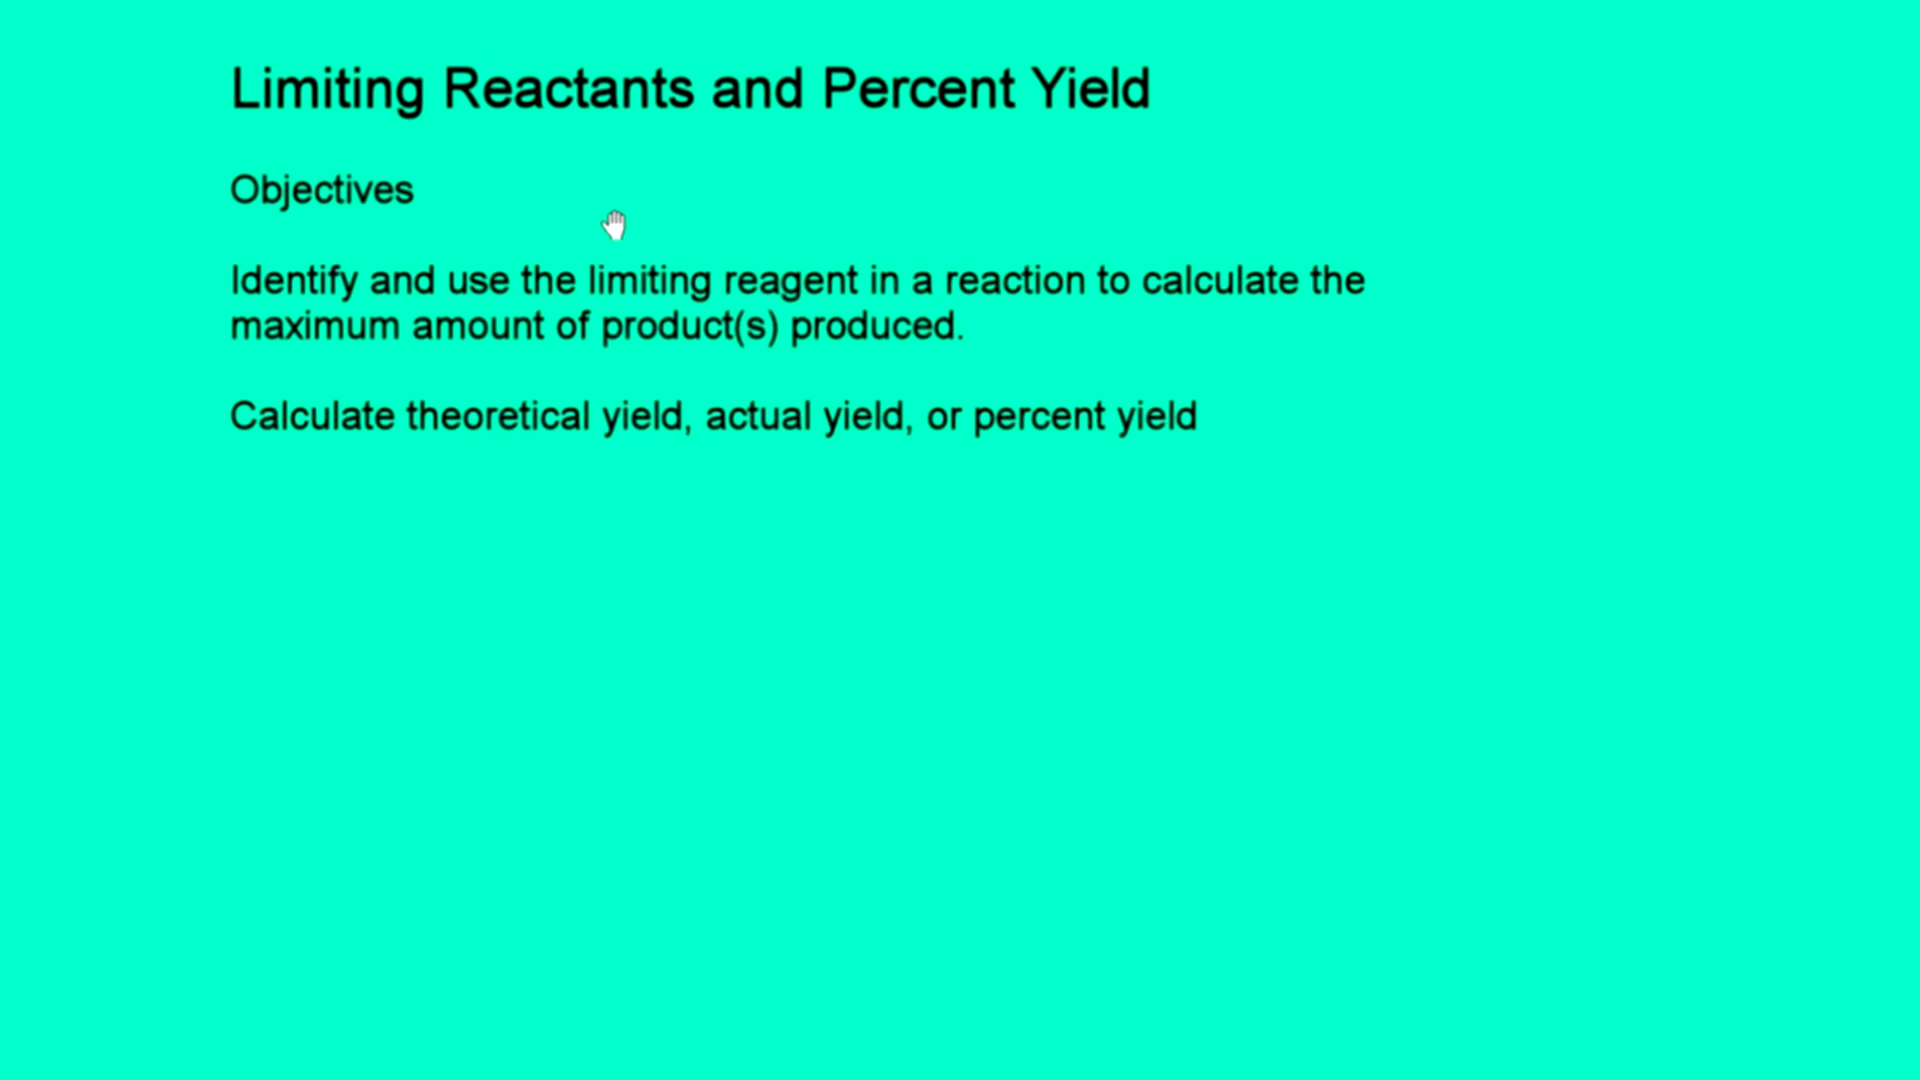 Limiting Reactants and Percent Yield
Objectives
Identify and use the limiting reagent in a reaction to calculate the
maximum amount of product(s) produced.
Calculate theoretical yield, actual yield, or percent yield